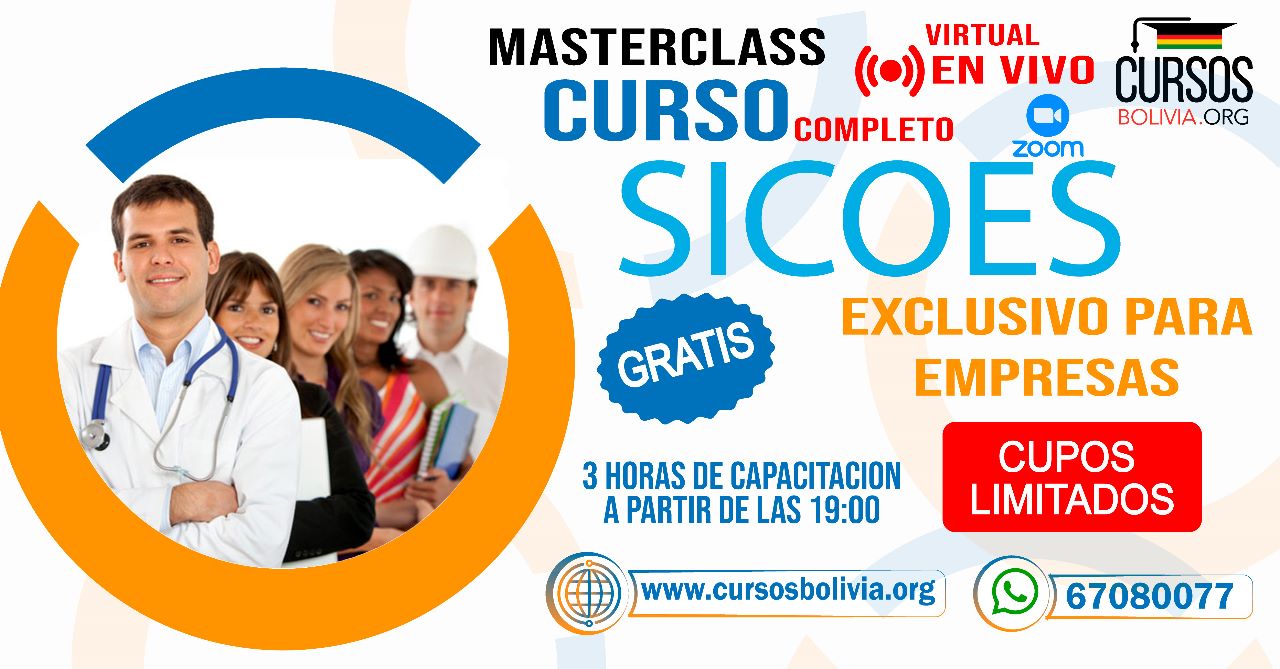 MASTERCLASS
CURSO COMPLETO
VIRTUAL
EN VIVO
zoom
CURSOS
BOLIVIA.ORG
SICOES
GRATIS
EXCLUSIVO PARA
EMPRESAS
3 HORAS DE CAPACITACION
A PARTIR DE LAS 19:00
CUPOS
LIMITADOS
www.cursosbolivia.org
67080077